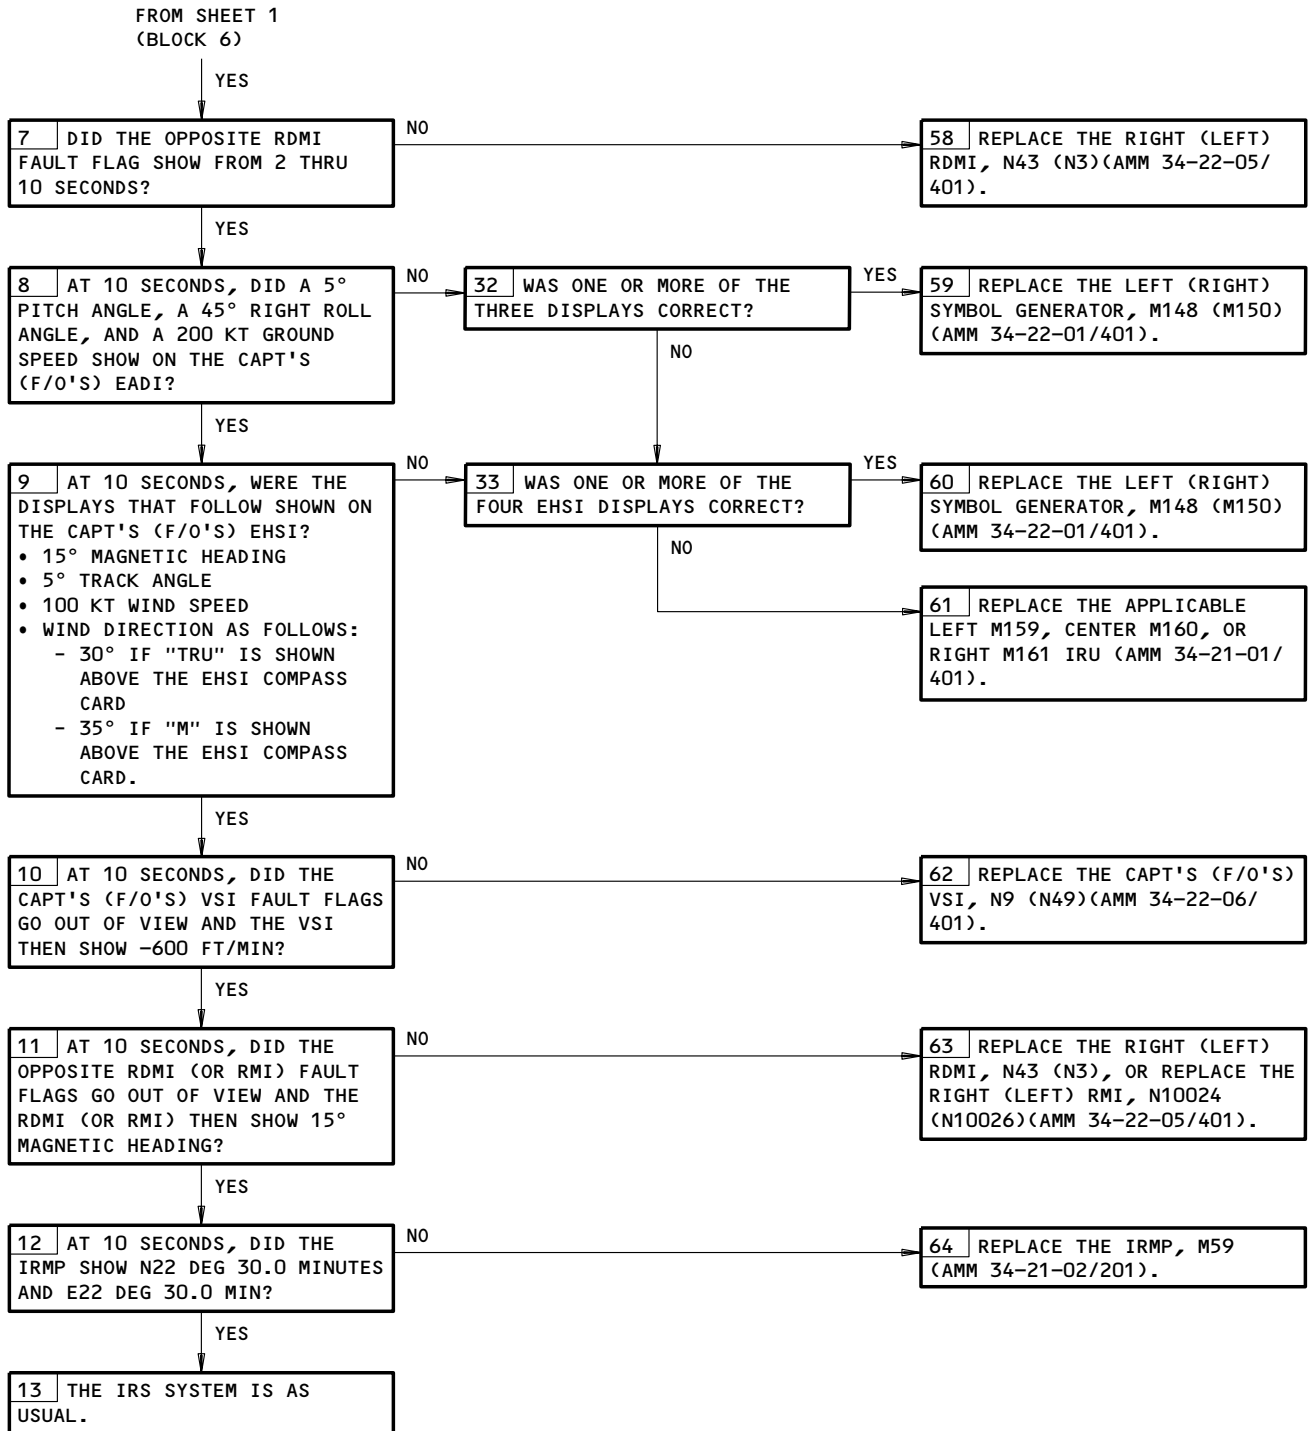 FROM SHEET 1
(BLOCK 6)
YES
7 DID THE OPPOSITE RDMI
FAULT FLAG SHOW FROM 2 THRU
10 SECONDS?
NO
58 REPLACE THE RIGHT (LEFT)
RDMI, N43 (N3)(AMM 34-22-05/
401).
YES
8 AT 10 SECONDS, DID A 5°
PITCH ANGLE, A 45° RIGHT ROLL
ANGLE, AND A 200 KT GROUND
SPEED SHOW ON THE CAPT'S
(F/O'S) EADI?
NO
32 WAS ONE OR MORE OF THE
THREE DISPLAYS CORRECT?
YES
59 REPLACE THE LEFT (RIGHT)
SYMBOL GENERATOR, M148 (M150)
(AMM 34-22-01/401).
NO
YES
9 AT 10 SECONDS, WERE THE
DISPLAYS THAT FOLLOW SHOWN ON
THE CAPT'S (F/O'S) EHSI?
• 15° MAGNETIC HEADING
• 5° TRACK ANGLE
• 100 KT WIND SPEED
• WIND DIRECTION AS FOLLOWS:
- 30° IF "TRU" IS SHOWN
ABOVE THE EHSI COMPASS
CARD
- 35° IF "M" IS SHOWN
ABOVE THE EHSI COMPASS
CARD.
NO
33 WAS ONE OR MORE OF THE
FOUR EHSI DISPLAYS CORRECT?
YES
60 REPLACE THE LEFT (RIGHT)
SYMBOL GENERATOR, M148 (M150)
(AMM 34-22-01/401).
NO
61 REPLACE THE APPLICABLE
LEFT M159, CENTER M160, OR
RIGHT M161 IRU (AMM 34-21-01/
401).
YES
10 AT 10 SECONDS, DID THE
CAPT'S (F/O'S) VSI FAULT FLAGS
GO OUT OF VIEW AND THE VSI
THEN SHOW -600 FT/MIN?
NO
62 REPLACE THE CAPT'S (F/O'S)
VSI, N9 (N49)(AMM 34-22-06/
401).
YES
11 AT 10 SECONDS, DID THE
OPPOSITE RDMI (OR RMI) FAULT
FLAGS GO OUT OF VIEW AND THE
RDMI (OR RMI) THEN SHOW 15°
MAGNETIC HEADING?
NO
63 REPLACE THE RIGHT (LEFT)
RDMI, N43 (N3), OR REPLACE THE
RIGHT (LEFT) RMI, N10024
(N10026)(AMM 34-22-05/401).
YES
12 AT 10 SECONDS, DID THE
IRMP SHOW N22 DEG 30.0 MINUTES
AND E22 DEG 30.0 MIN?
NO
64 REPLACE THE IRMP, M59
(AMM 34-21-02/201).
YES
13 THE IRS SYSTEM IS AS
USUAL.